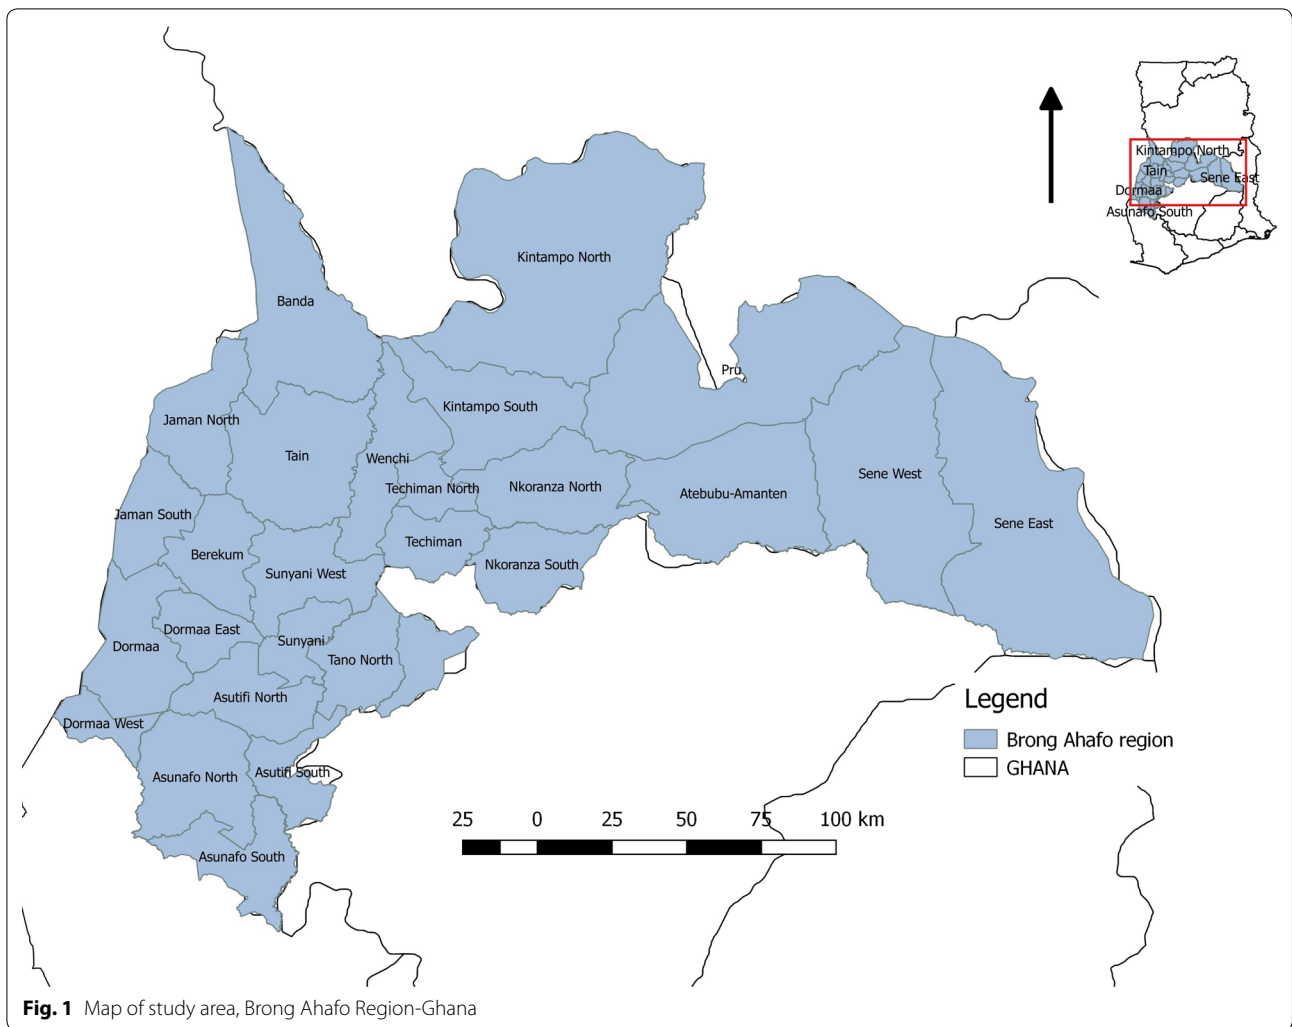 Kintampo North
Tain
Sene East
Dormaa
Asunafo South
Kintampo North
Banda
Pru
Jaman North
Kintampo South
Tain
Wenchi
Techiman North
Nkoranza North
Atebubu-Amanten
Sene West
Jaman South
Sene East
Berekum
Techiman
Sunyani West
Nkoranza South
Dormaa East
Sunyani
Dormaa
Tano North
Asutifi North
Dormaa West
Asunafo North
Asutifi South
Asunafo South
Legend
Brong Ahafo region
GHANA
25 0 25 50 75 100 km
Fig. 1 Map of study area, Brong Ahafo Region-Ghana